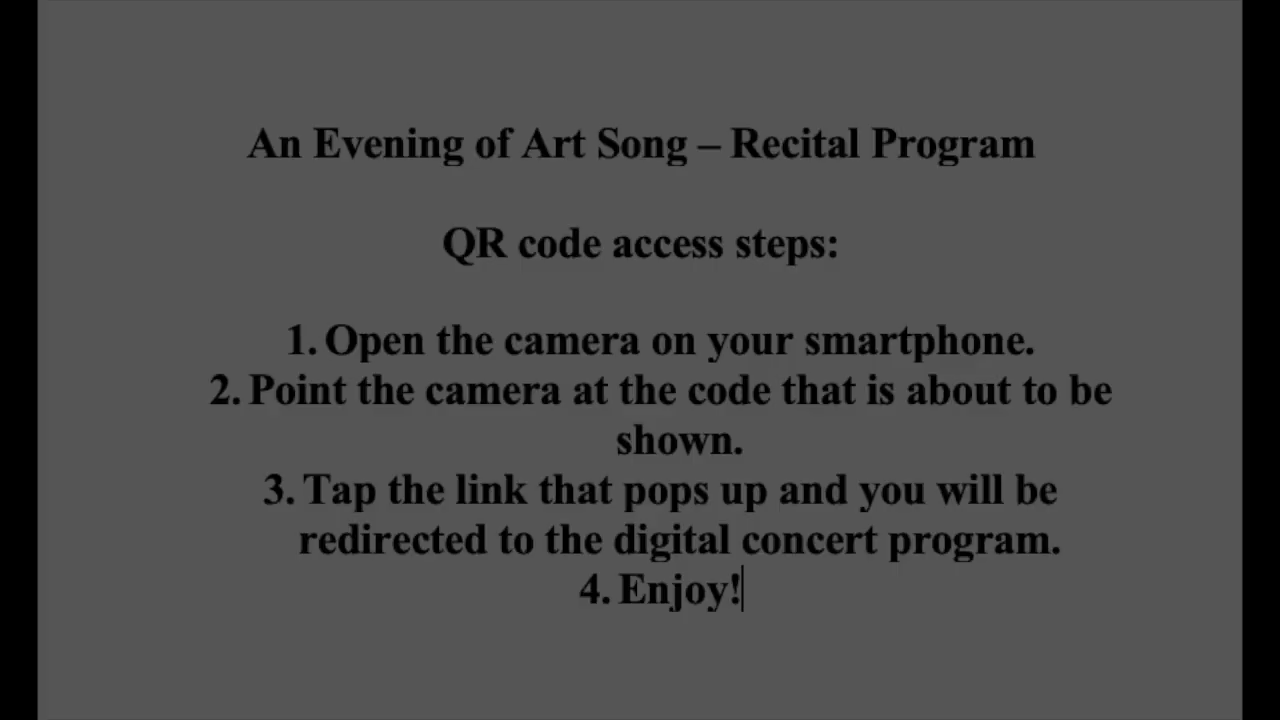 An Evening of Art Song – Recital Program
QR code access steps:
1. Open the camera on your smartphone.
2. Point the camera at the code that is about to be
shown.
3. Tap the link that pops up and you will be
redirected to the digital concert program.
4. Enjoy!